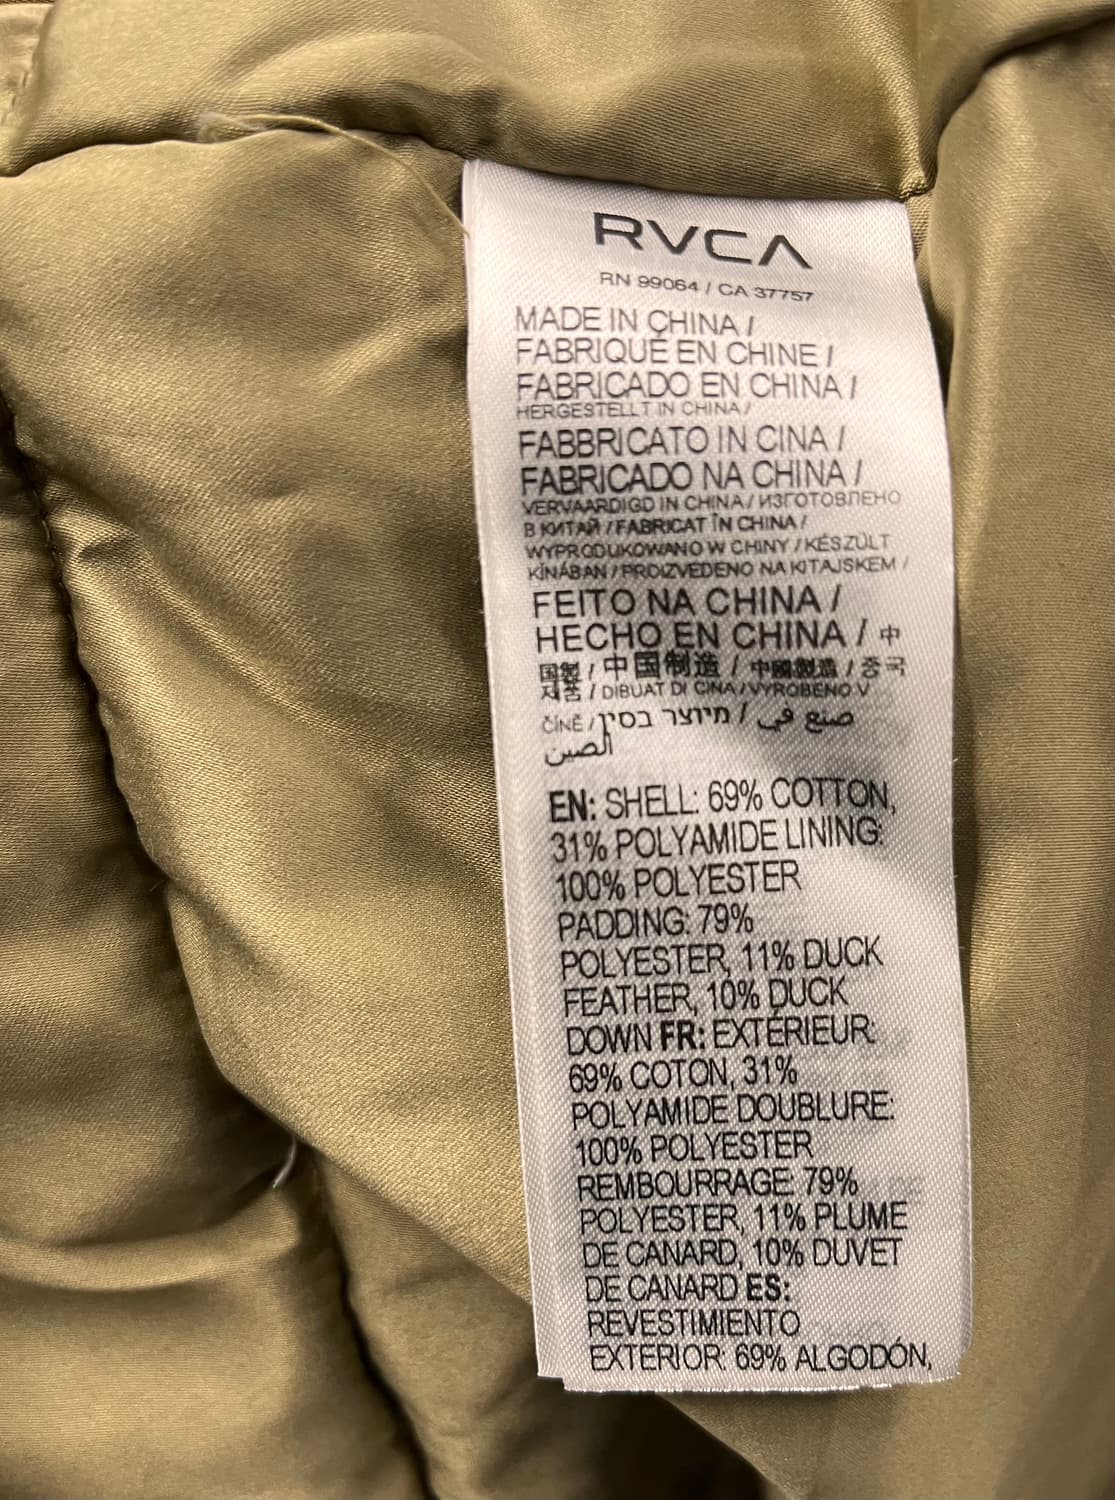 RVCA
RN 99064 / CA 37757
MADE IN CHINA /
FABRIQUÉ EN CHINE /
FABRICADO EN CHINA /
HERGESTELLT IN CHINA /
FABBRICATO IN CINA /
FABRICADO NA CHINA /
VERVAARDIGD IN CHINA / ИЗГОТОВЛЕНО
В КИТАЙ / FABRICAT ÎN CHINA /
WYPRODUKOWANO W CHINY / KÉSZÜLT
KÍNÁBAN / PROIZVEDENO NA KITAJSKEM /
FEITO NA CHINA /
HECHO EN CHINA / 中
国製 / 中国制造 / 中國製造 / 중국
제품 / DIBUAT DI CINA / VYROBENO V
ČÍNĚ / מיוצר בסין / صنع في
الصين
EN: SHELL: 69% COTTON,
31% POLYAMIDE LINING:
100% POLYESTER
PADDING: 79%
POLYESTER, 11% DUCK
FEATHER, 10% DUCK
DOWN FR: EXTÉRIEUR:
69% COTON, 31%
POLYAMIDE DOUBLURE:
100% POLYESTER
REMBOURRAGE: 79%
POLYESTER, 11% PLUME
DE CANARD, 10% DUVET
DE CANARD ES:
REVESTIMIENTO
EXTERIOR: 69% ALGODÓN,